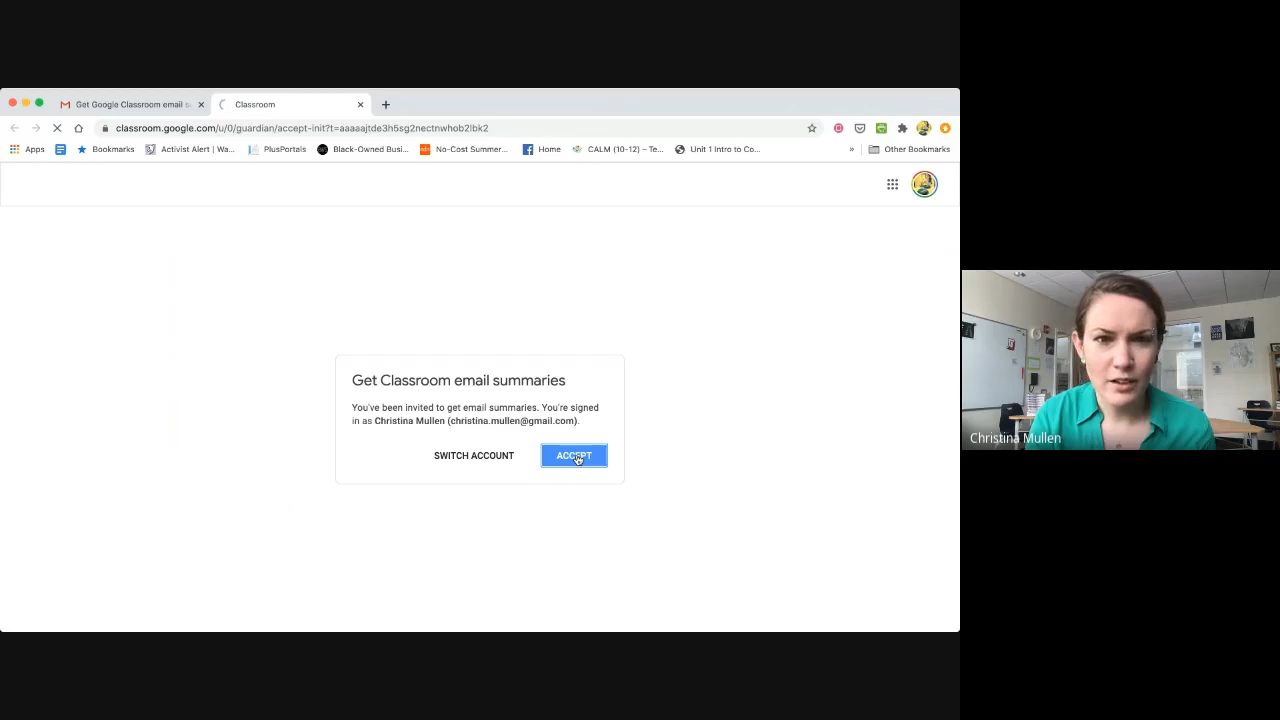 Get Google Classroom email su
Classroom
classroom.google.com/u/0/guardian/accept-init?t=aaaaajtde3h5sg2nectnwhob2lbk2
Apps Bookmarks Activist Alert | Wa... PlusPortals Black-Owned Busi... No-Cost Summer... Home CALM (10-12) – Te... Unit 1 Intro to Co... » Other Bookmarks
Get Classroom email summaries
You've been invited to get email summaries. You're signed
in as Christina Mullen (christina.mullen@gmail.com).
SWITCH ACCOUNT ACCEPT
Christina Mullen